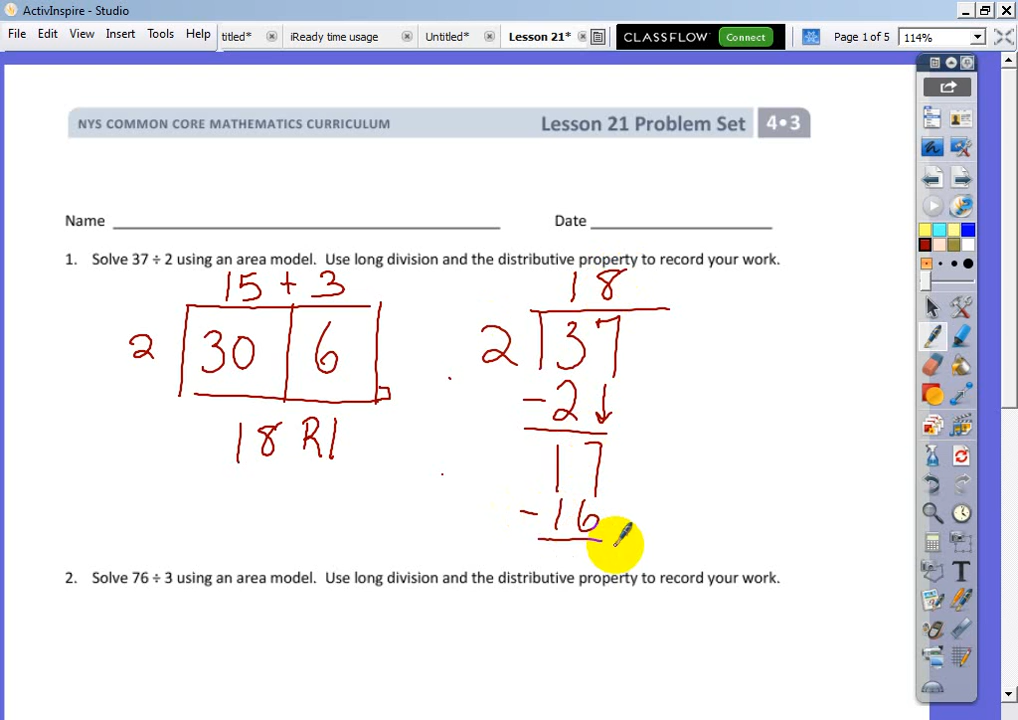 ActivInspire - Studio
File Edit View Insert Tools Help titled* iReady time usage Untitled* Lesson 21* CLASSFLOW Connect Page 1 of 5 114%
NYS COMMON CORE MATHEMATICS CURRICULUM Lesson 21 Problem Set 4•3
Name Date
1. Solve 37 ÷ 2 using an area model. Use long division and the distributive property to record your work.
15 + 3
2 30 6
18 R1
18
2 37
-2 ↓
17
-16
2. Solve 76 ÷ 3 using an area model. Use long division and the distributive property to record your work.